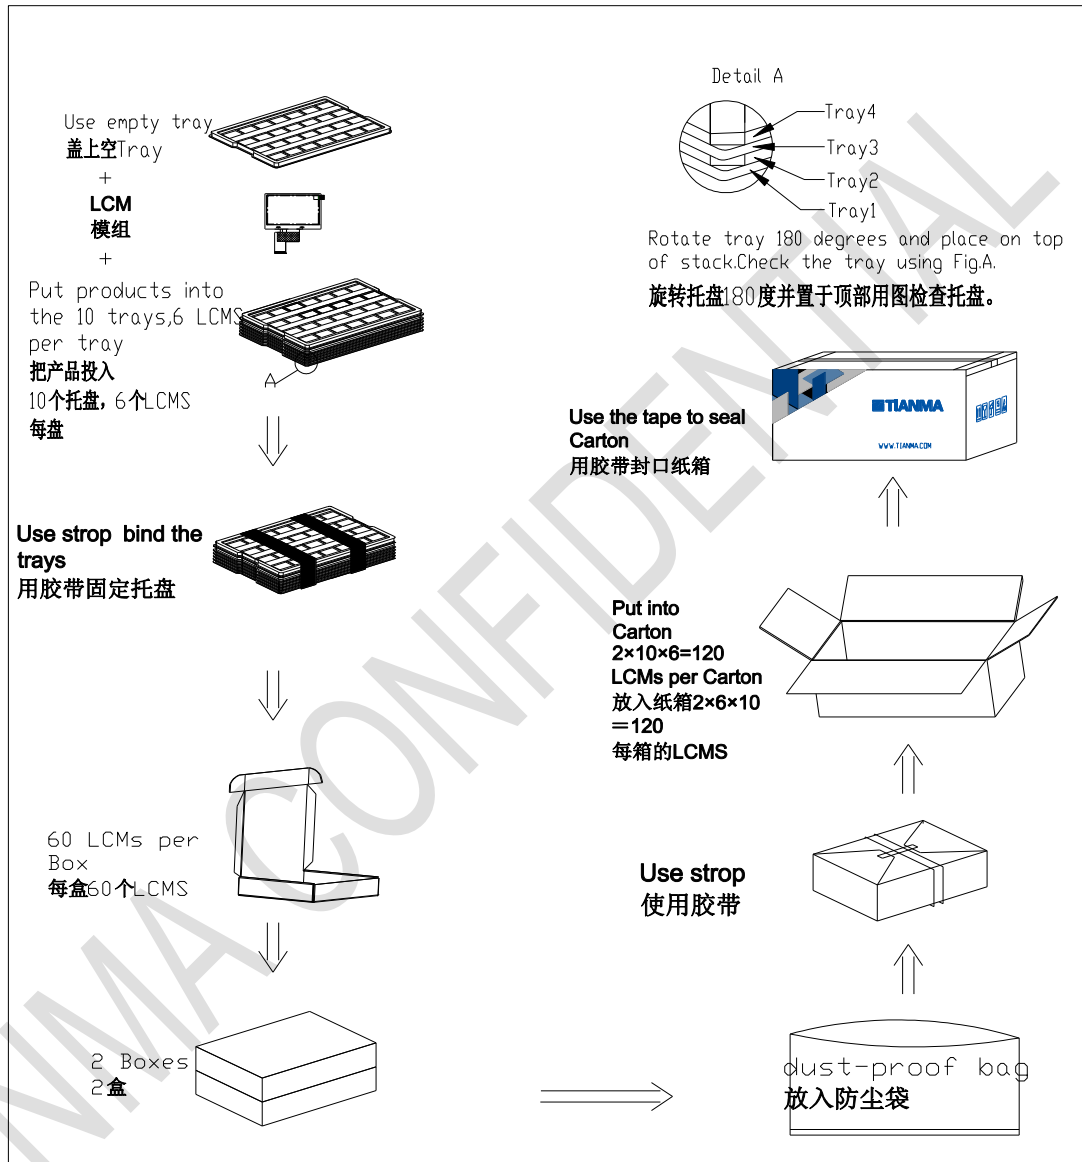 Use empty tray
盖上空Tray
+
LCM
模组
+
Put products into
the 10 trays,6 LCMS
per tray
把产品投入
10个托盘, 6个LCMS
每盘
A
Use strop bind the
trays
用胶带固定托盘
60 LCMs per
Box
每盒60个LCMS
2 Boxes
2盒
dust-proof bag
放入防尘袋
Use strop
使用胶带
Put into
Carton
2×10×6=120
LCMs per Carton
放入纸箱2×6×10
＝120
每箱的LCMS
Use the tape to seal
Carton
用胶带封口纸箱
TIANMA
WWW.TIANMA.COM
Detail A
Tray4
Tray3
Tray2
Tray1
Rotate tray 180 degrees and place on top
of stack.Check the tray using Fig.A.
旋转托盘180度并置于顶部用图检查托盘。
NMA CONFIDENTIAL